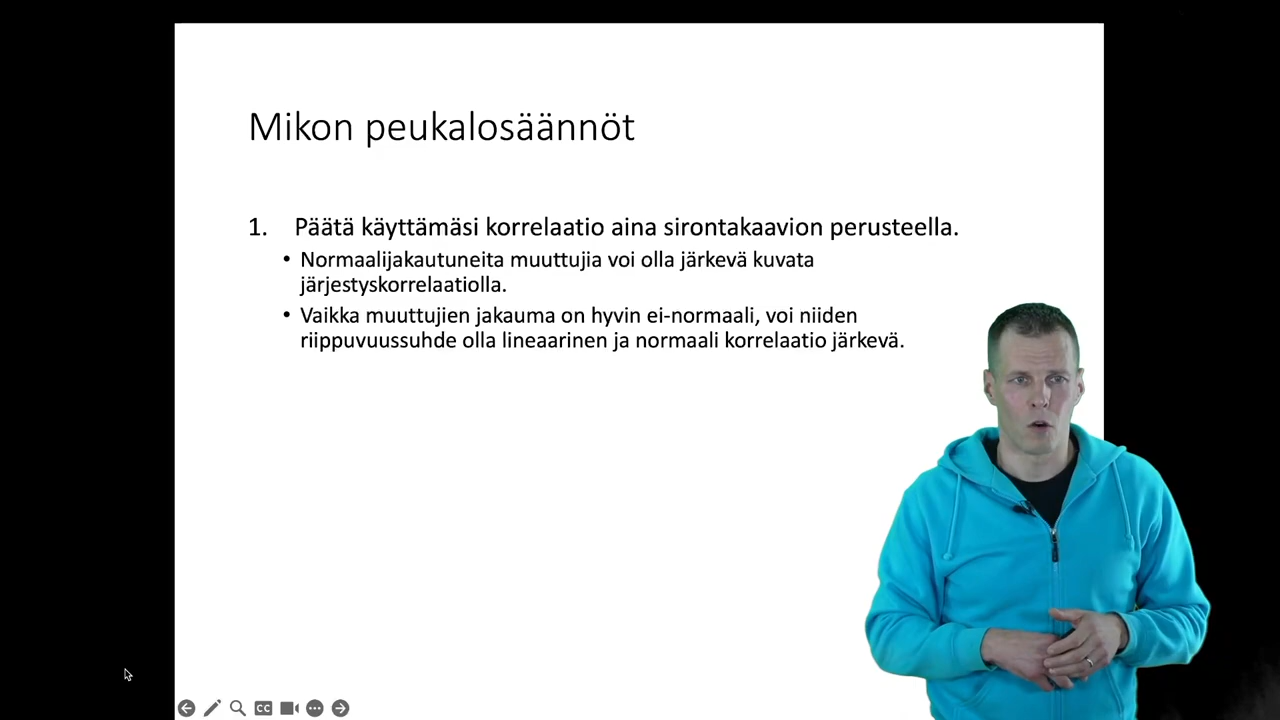 Mikon peukalosäännöt
1. Päätä käyttämäsi korrelaatio aina sirontakaavion perusteella.
• Normaalijakautuneita muuttujia voi olla järkevä kuvata
järjestyskorrelaatiolla.
• Vaikka muuttujien jakauma on hyvin ei-normaali, voi niiden
riippuvuussuhde olla lineaarinen ja normaali korrelaatio järkevä.
CC